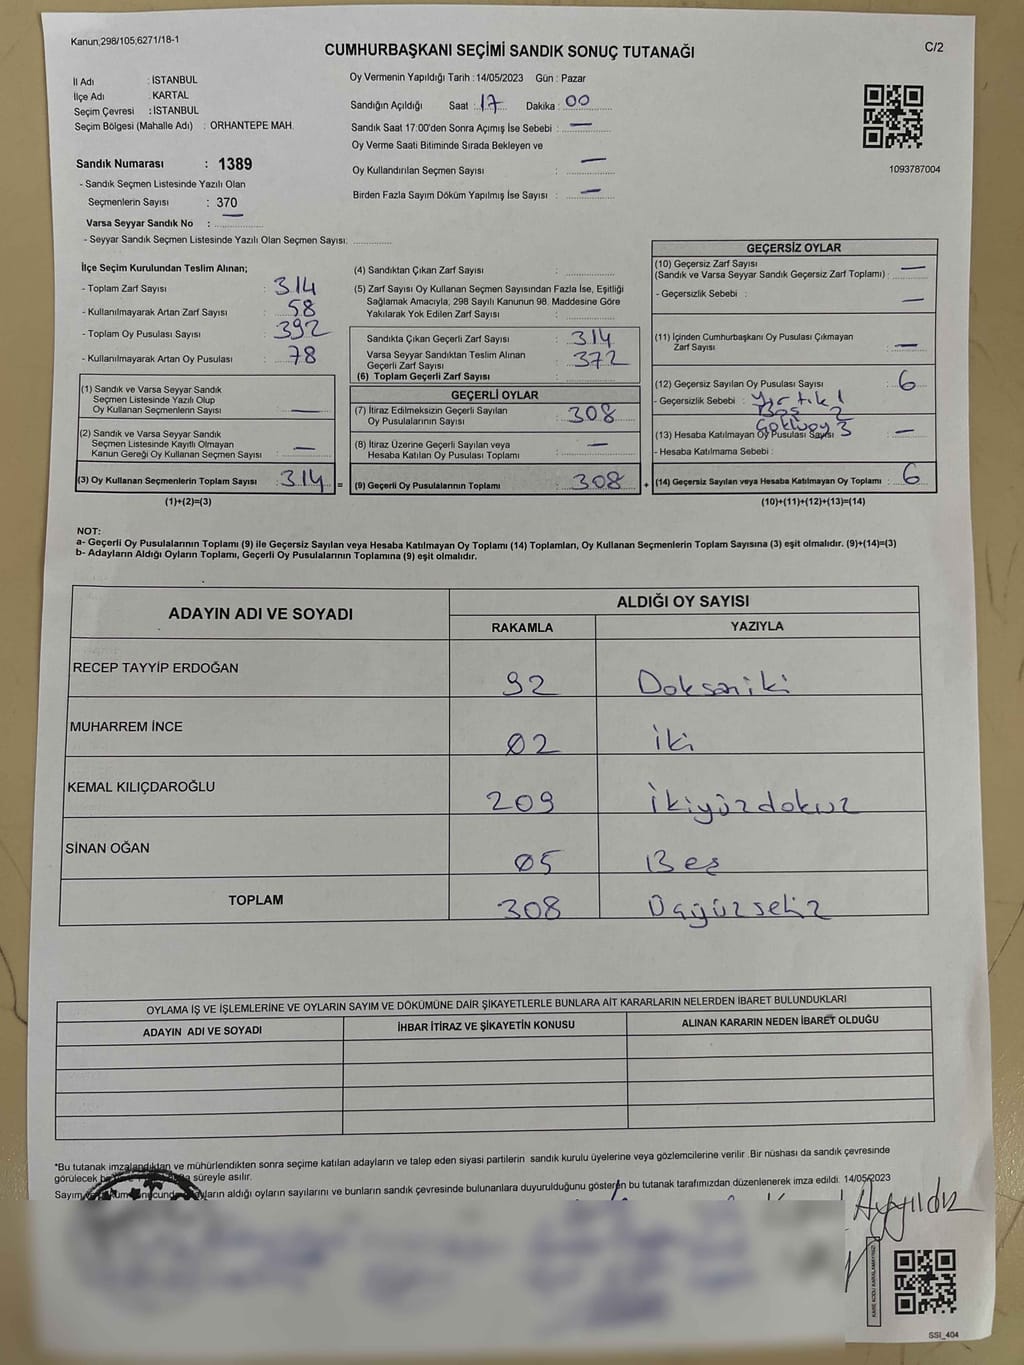 Kanun,298/105,6271/18-1
CUMHURBAŞKANI SEÇİMİ SANDIK SONUÇ TUTANAĞI
C/2
İl Adı : İSTANBUL
İlçe Adı : KARTAL
Seçim Çevresi : İSTANBUL
Seçim Bölgesi (Mahalle Adı) : ORHANTEPE MAH.
Oy Vermenin Yapıldığı Tarih : 14/05/2023 Gün : Pazar
Sandığın Açıldığı Saat : 17 Dakika : 00
Sandık Saat 17:00'den Sonra Açımış İse Sebebi : —
Oy Verme Saati Bitiminde Sırada Bekleyen ve
Oy Kullandırılan Seçmen Sayısı : —
Birden Fazla Sayım Döküm Yapılmış İse Sayısı : —
1093787004
Sandık Numarası : 1389
- Sandık Seçmen Listesinde Yazılı Olan
Seçmenlerin Sayısı : 370
Varsa Seyyar Sandık No : —
- Seyyar Sandık Seçmen Listesinde Yazılı Olan Seçmen Sayısı:
İlçe Seçim Kurulundan Teslim Alınan;
- Toplam Zarf Sayısı : 314
- Kullanılmayarak Artan Zarf Sayısı : 58
- Toplam Oy Pusulası Sayısı : 392
- Kullanılmayarak Artan Oy Pusulası : 78
(1) Sandık ve Varsa Seyyar Sandık
Seçmen Listesinde Yazılı Olup
Oy Kullanan Seçmenlerin Sayısı : —
(2) Sandık ve Varsa Seyyar Sandık
Seçmen Listesinde Kayıtlı Olmayan
Kanun Gereği Oy Kullanan Seçmen Sayısı : —
(3) Oy Kullanan Seçmenlerin Toplam Sayısı : 314 =
(1)+(2)=(3)
(4) Sandıktan Çıkan Zarf Sayısı :
(5) Zarf Sayısı Oy Kullanan Seçmen Sayısından Fazla İse, Eşitliği
Sağlamak Amacıyla, 298 Sayılı Kanunun 98. Maddesine Göre
Yakılarak Yok Edilen Zarf Sayısı :
Sandıkta Çıkan Geçerli Zarf Sayısı : 314
Varsa Seyyar Sandıktan Teslim Alınan
Geçerli Zarf Sayısı : 372
(6) Toplam Geçerli Zarf Sayısı :
GEÇERLİ OYLAR
(7) İtiraz Edilmeksizin Geçerli Sayılan
Oy Pusulalarının Sayısı : 308
(8) İtiraz Üzerine Geçerli Sayılan veya
Hesaba Katılan Oy Pusulası Toplamı : —
(9) Geçerli Oy Pusulalarının Toplamı : 308 +
GEÇERSİZ OYLAR
(10) Geçersiz Zarf Sayısı
(Sandık ve Varsa Seyyar Sandık Geçersiz Zarf Toplamı) : —
- Geçersizlik Sebebi : —
(11) İçinden Cumhurbaşkanı Oy Pusulası Çıkmayan
Zarf Sayısı : —
(12) Geçersiz Sayılan Oy Pusulası Sayısı : 6
- Geçersizlik Sebebi : Yırtık 1
Boş 2
3
(13) Hesaba Katılmayan Oy Pusulası Sayısı : —
- Hesaba Katılmama Sebebi :
(14) Geçersiz Sayılan veya Hesaba Katılmayan Oy Toplamı : 6
(10)+(11)+(12)+(13)=(14)
NOT:
a- Geçerli Oy Pusulalarının Toplamı (9) ile Geçersiz Sayılan veya Hesaba Katılmayan Oy Toplamı (14) Toplamları, Oy Kullanan Seçmenlerin Toplam Sayısına (3) eşit olmalıdır. (9)+(14)=(3)
b- Adayların Aldığı Oyların Toplamı, Geçerli Oy Pusulalarının Toplamına (9) eşit olmalıdır.
ADAYIN ADI VE SOYADI
ALDIĞI OY SAYISI
RAKAMLA YAZIYLA
RECEP TAYYİP ERDOĞAN 92 Doksaniki
MUHARREM İNCE 02 İki
KEMAL KILIÇDAROĞLU 209 İkiyüzdokuz
SİNAN OĞAN 05 Beş
TOPLAM 308 Üçyüzsekiz
OYLAMA İŞ VE İŞLEMLERİNE VE OYLARIN SAYIM VE DÖKÜMÜNE DAİR ŞİKAYETLERLE BUNLARA AİT KARARLARIN NELERDEN İBARET BULUNDUKLARI
ADAYIN ADI VE SOYADI İHBAR İTİRAZ VE ŞİKAYETİN KONUSU ALINAN KARARIN NEDEN İBARET OLDUĞU
*Bu tutanak imzalandıktan ve mühürlendikten sonra seçime katılan adayların ve talep eden siyasi partilerin sandık kurulu üyelerine veya gözlemcilerine verilir .Bir nüshası da sandık çevresinde
görülecek süreyle asılır.
Sayım aldığı oyların sayılarını ve bunların sandık çevresinde bulunanlara duyurulduğunu gösteren bu tutanak tarafımızdan düzenlenerek imza edildi. 14/05/2023
Ayyıldız
KARE KODU KARALAMAYINIZ!
SSI_404